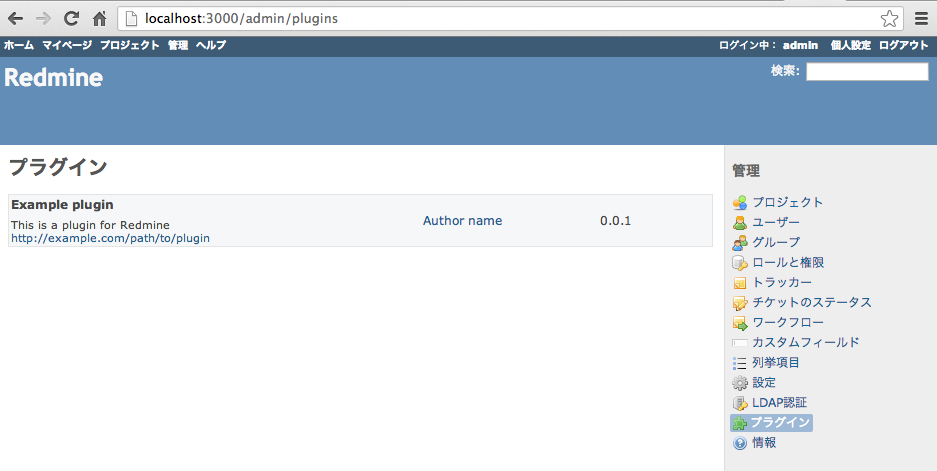 localhost:3000/admin/plugins
ホーム マイページ プロジェクト 管理 ヘルプ
ログイン中： admin 個人設定 ログアウト
Redmine
検索:
プラグイン
Example plugin
This is a plugin for Redmine
http://example.com/path/to/plugin
Author name
0.0.1
管理
プロジェクト
ユーザー
グループ
ロールと権限
トラッカー
チケットのステータス
ワークフロー
カスタムフィールド
列挙項目
設定
LDAP認証
プラグイン
情報